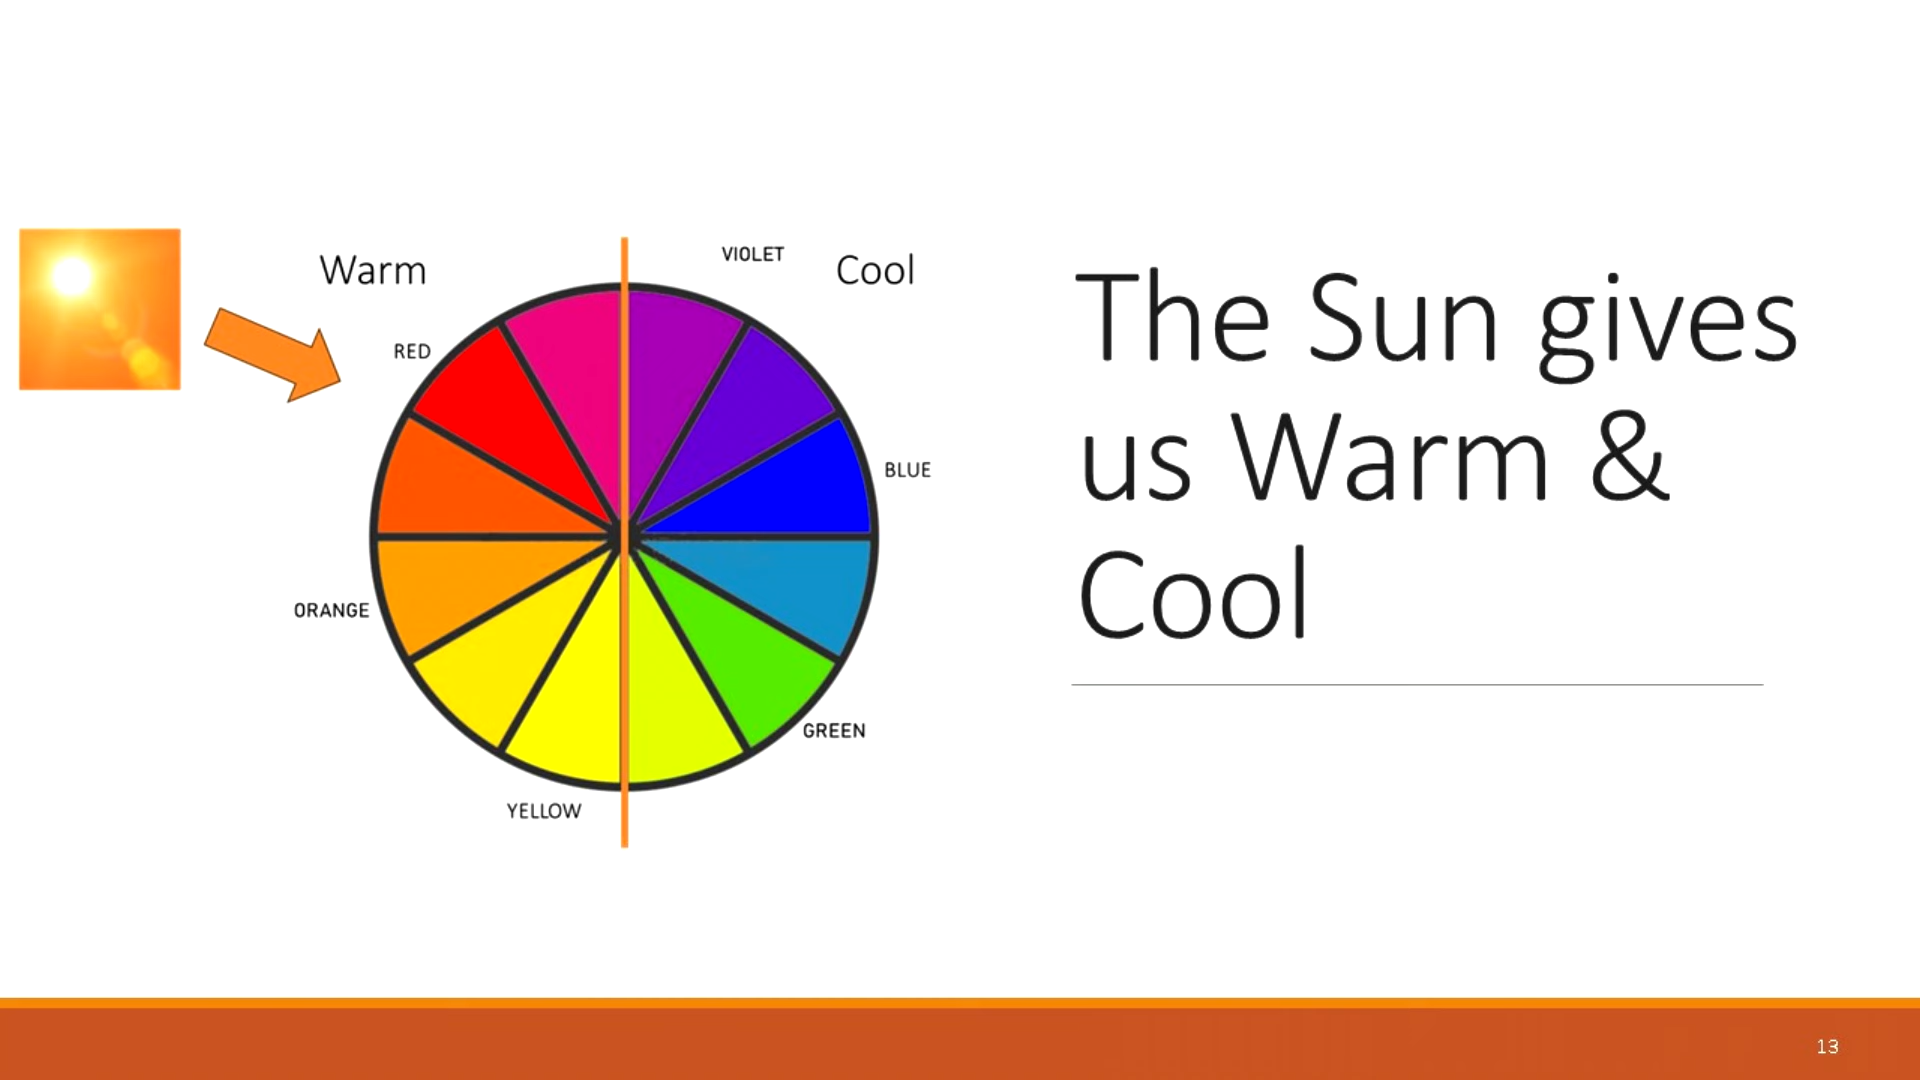 Warm
VIOLET
Cool
RED
BLUE
ORANGE
GREEN
YELLOW
The Sun gives
us Warm &
Cool
13